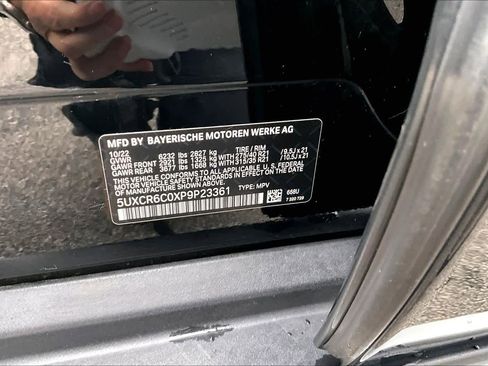 MFD BY BAYERISCHE MOTOREN WERKE AG
10/22 TIRE / RIM
GVWR 6232 lbs 2827 kg
GAWR FRONT 2921 lbs 1325 kg WITH 275/40 R21 /9.5J x 21
GAWR REAR 3677 lbs 1668 kg WITH 315/35 R21 /10.5J x 21
THIS VEHICLE CONFORMS TO ALL APPLICABLE U. S. FEDERAL
MOTOR VEHICLE SAFETY STANDARDS IN
EFFECT ON THE DATE OF MANUFACTURE SHOWN ABOVE.
5UXCR6C0XP9P23361 TYPE: MPV
668U
7 393 739